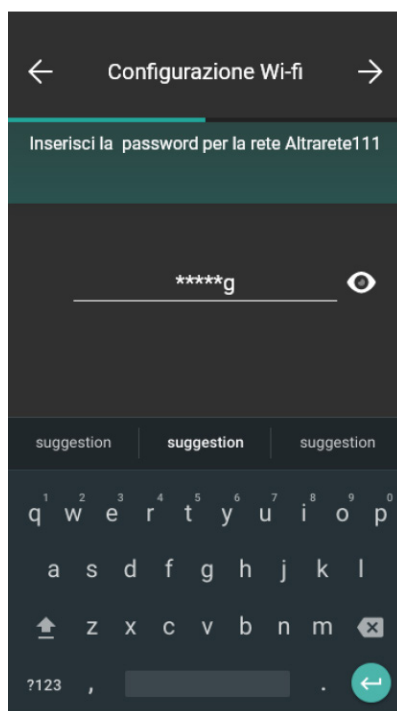 Configurazione Wi-fi
Inserisci la  password per la rete Altrarete111
*****g
suggestion suggestion suggestion
1 2 3 4 5 6 7 8 9 0
q w e r t y u i o p
a s d f g h j k l
z x c v b n m
?123 , .